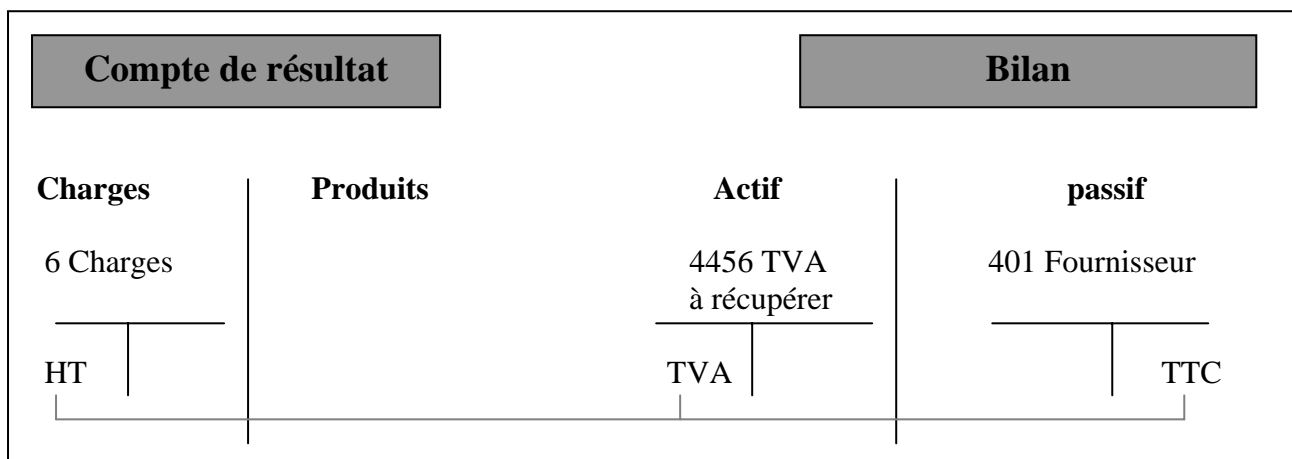 Compte de résultat
Bilan
Charges
Produits
Actif
passif
6 Charges
4456 TVA
à récupérer
401 Fournisseur
HT
TVA
TTC